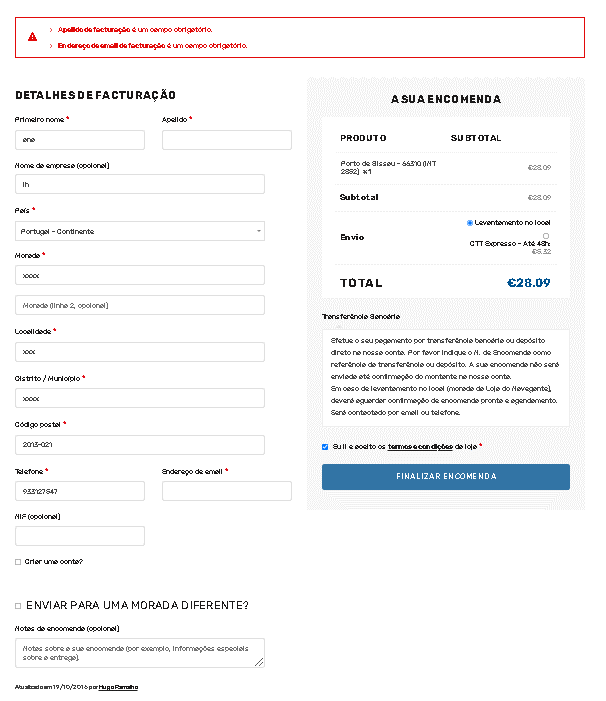 Apelido de facturação é um campo obrigatório.
Endereço de email de facturação é um campo obrigatório.
DETALHES DE FACTURAÇÃO
Primeiro nome *
Apelido *
ana
Nome da empresa (opcional)
País *
Portugal - Continente
Morada *
xxxx
Morada (linha 2, opcional)
Localidade *
xxx
Distrito / Município *
xxxx
Código postal *
2013-021
Telefone *
Endereço de email *
933127547
NIF (opcional)
Criar uma conta?
ENVIAR PARA UMA MORADA DIFERENTE?
Notas da encomenda (opcional)
Notas sobre a sua encomenda (por exemplo, informações especiais
sobre a entrega).
Atualizado em 19/10/2016 por Hugo Ramalho
A SUA ENCOMENDA
PRODUTO SUBTOTAL
Porto de Bissau - 66310 (INT
2852) ×1 €28.09
Subtotal €28.09
Envio
Levantamento no local
CTT Expresso - Até 48h:
€5.32
TOTAL €28.09
Transferência Bancária
Efetue o seu pagamento por transferência bancária ou depósito
direto na nossa conta. Por favor indique o N. da Encomenda como
referência da transferência ou depósito. A sua encomenda não será
enviada até confirmação do montante na nossa conta.
Em caso de levantamento no local (morada da Loja do Navegante),
deverá aguardar confirmação de encomenda pronta e agendamento.
Será contactado por email ou telefone.
Eu li e aceito os termos e condições da loja *
FINALIZAR ENCOMENDA